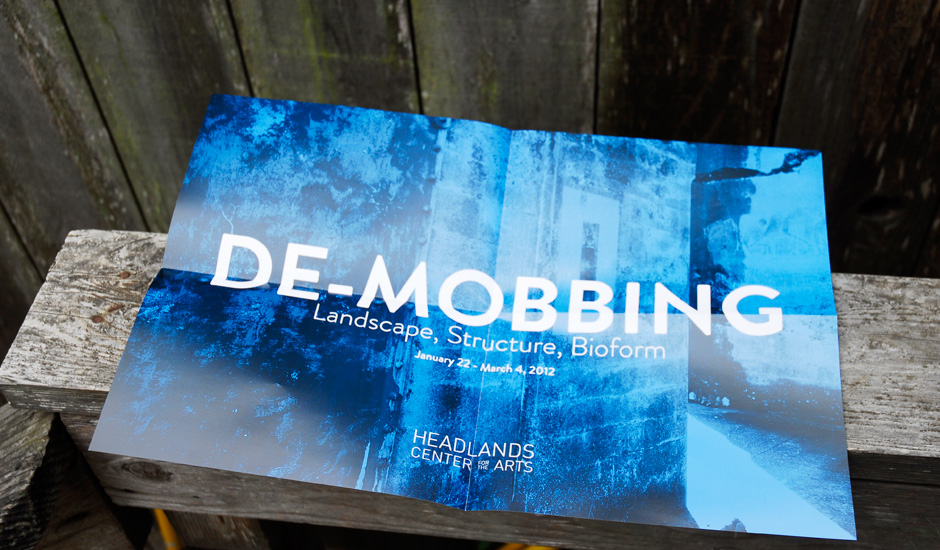 DE-MOBBING
Landscape, Structure, Bioform
January 22 - March 4, 2012
HEADLANDS
CENTER FOR THE ARTS